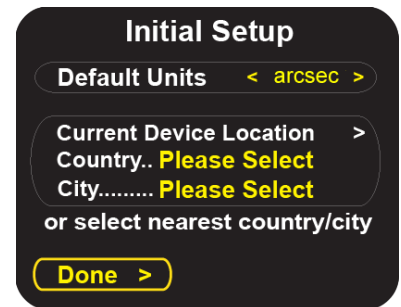 Initial Setup
Default Units < arcsec >
Current Device Location >
Country.. Please Select
City......... Please Select
or select nearest country/city
Done >